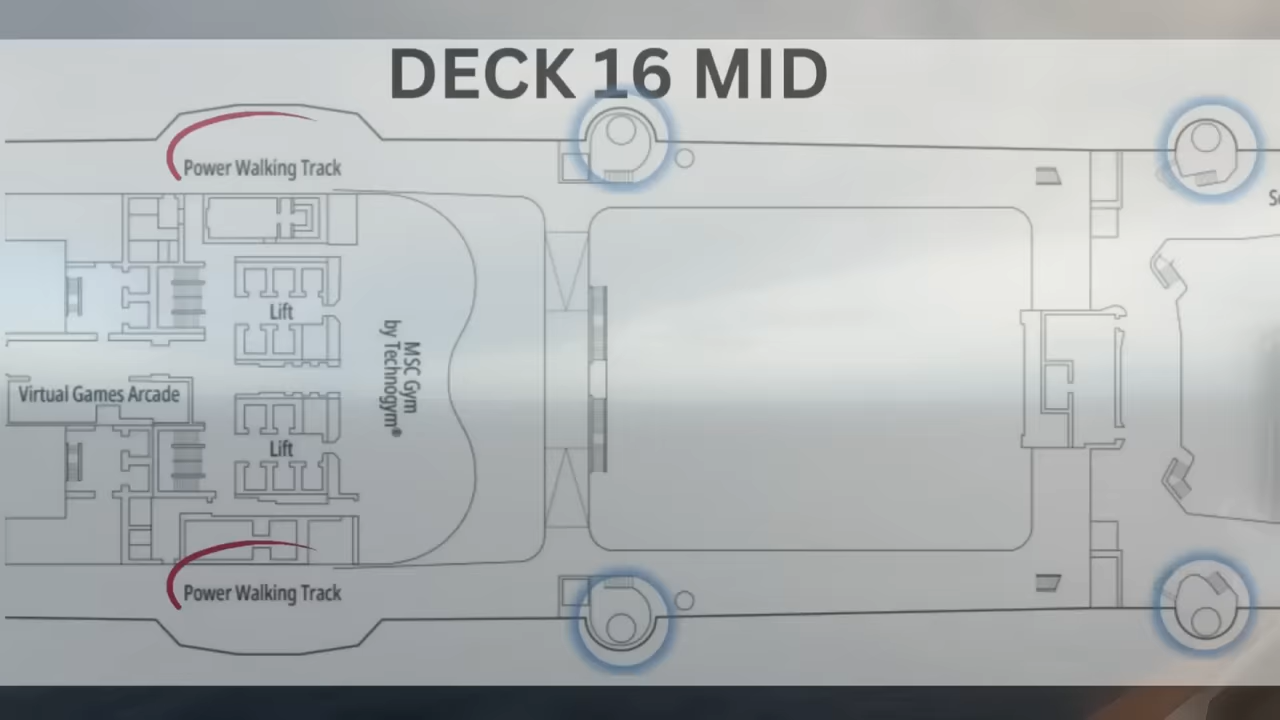 DECK 16 MID
Power Walking Track
Lift
MSC Gym
by Technogym®
Virtual Games Arcade
Lift
Power Walking Track